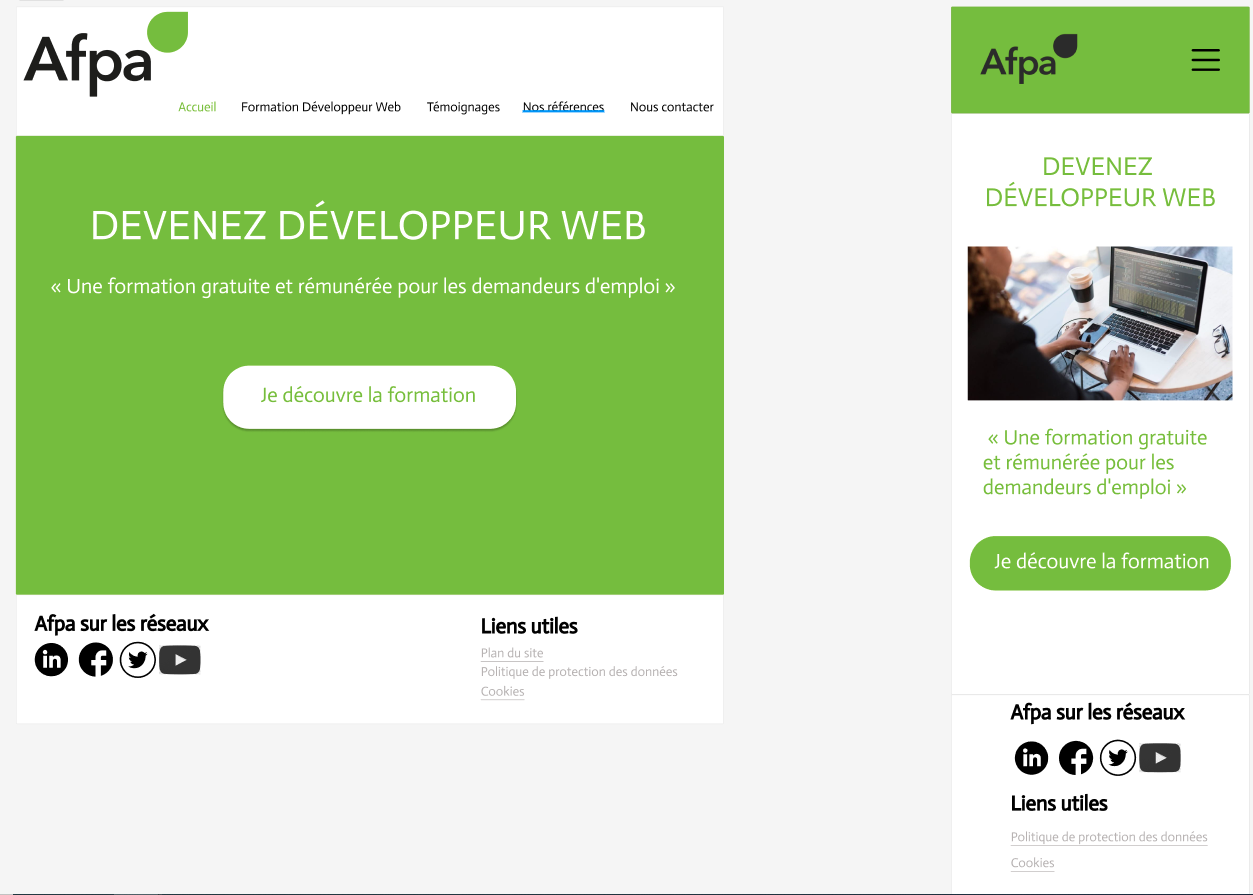 Afpa
Accueil Formation Développeur Web Témoignages Nos références Nous contacter
DEVENEZ DÉVELOPPEUR WEB
« Une formation gratuite et rémunérée pour les demandeurs d'emploi »
Je découvre la formation
Afpa sur les réseaux
in
Liens utiles
Plan du site
Politique de protection des données
Cookies
Afpa
DEVENEZ
DÉVELOPPEUR WEB
« Une formation gratuite
et rémunérée pour les
demandeurs d'emploi »
Je découvre la formation
Afpa sur les réseaux
in
Liens utiles
Politique de protection des données
Cookies